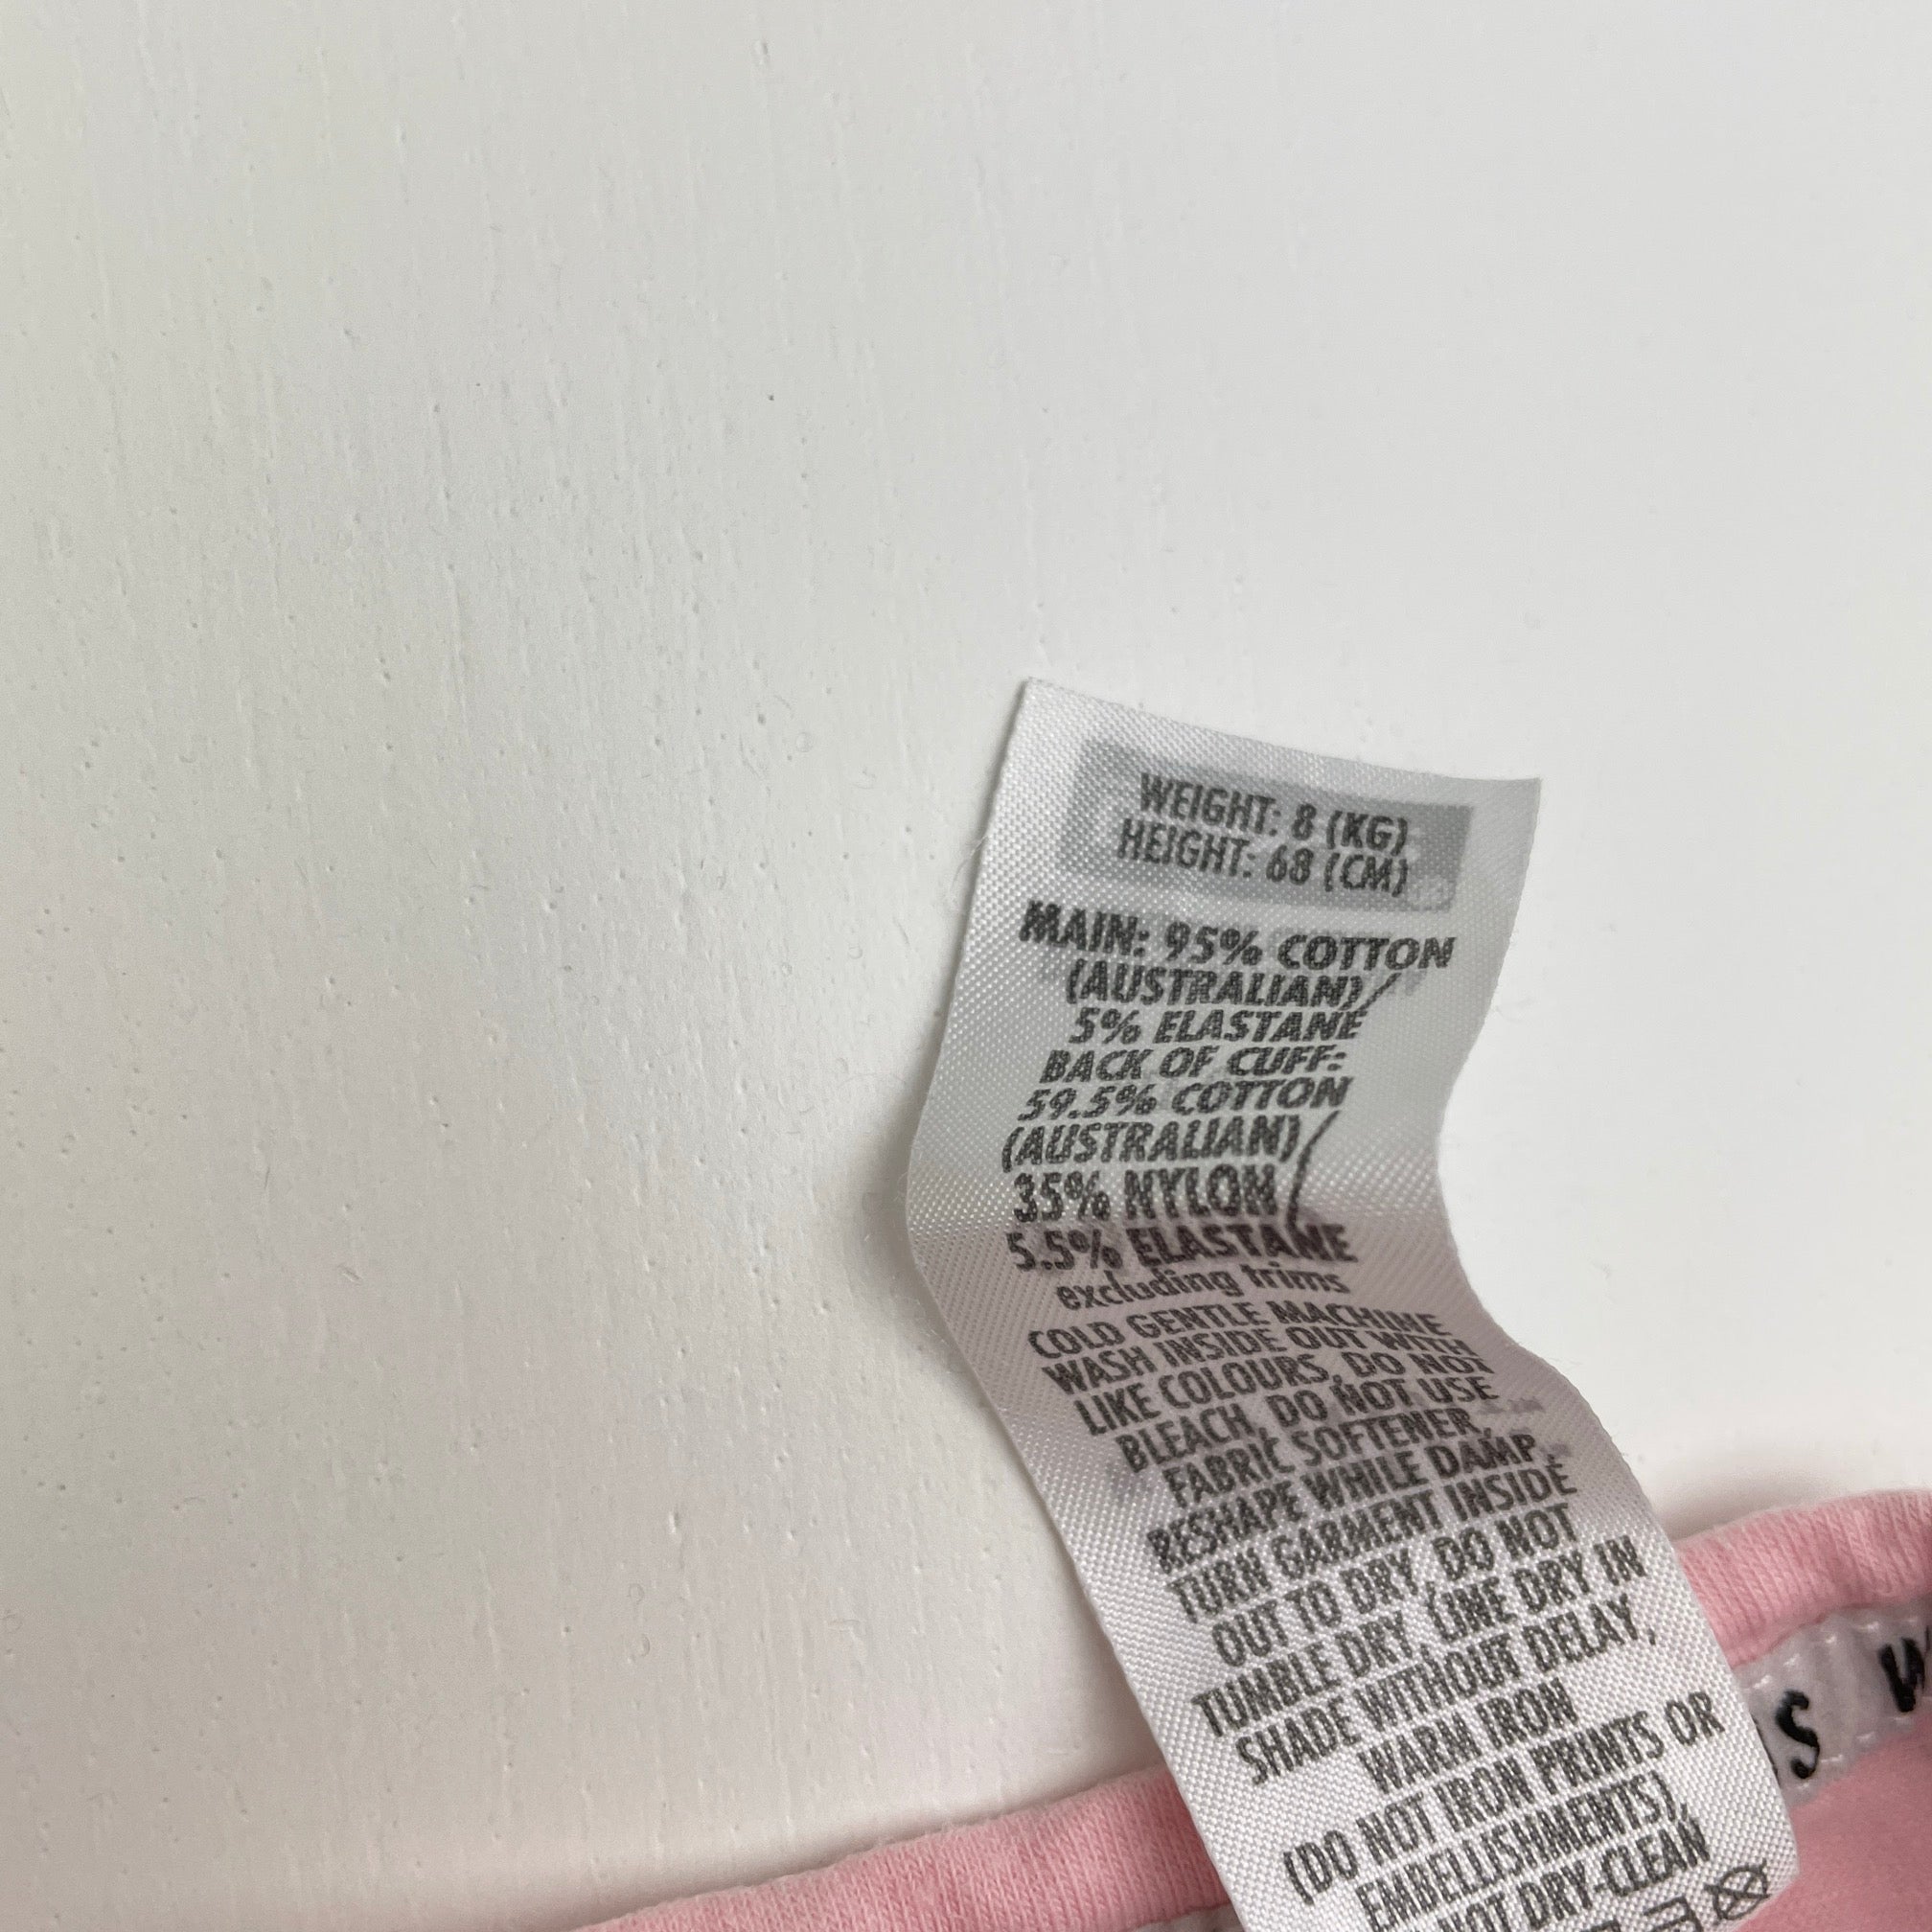 WEIGHT: 8 (KG)
HEIGHT: 68 (CM)
MAIN: 95% COTTON
(AUSTRALIAN)/
5% ELASTANE
BACK OF CUFF:
59.5% COTTON
(AUSTRALIAN)/
35% NYLON/
5.5% ELASTANE
excluding trims
COLD GENTLE MACHINE
WASH INSIDE OUT WITH
LIKE COLOURS, DO NOT
BLEACH, DO NOT USE
FABRIC SOFTENER,
RESHAPE WHILE DAMP,
TURN GARMENT INSIDE
OUT TO DRY, DO NOT
TUMBLE DRY, LINE DRY IN
SHADE WITHOUT DELAY,
WARM IRON
(DO NOT IRON PRINTS OR
EMBELLISHMENTS),
NOT DRY-CLEAN